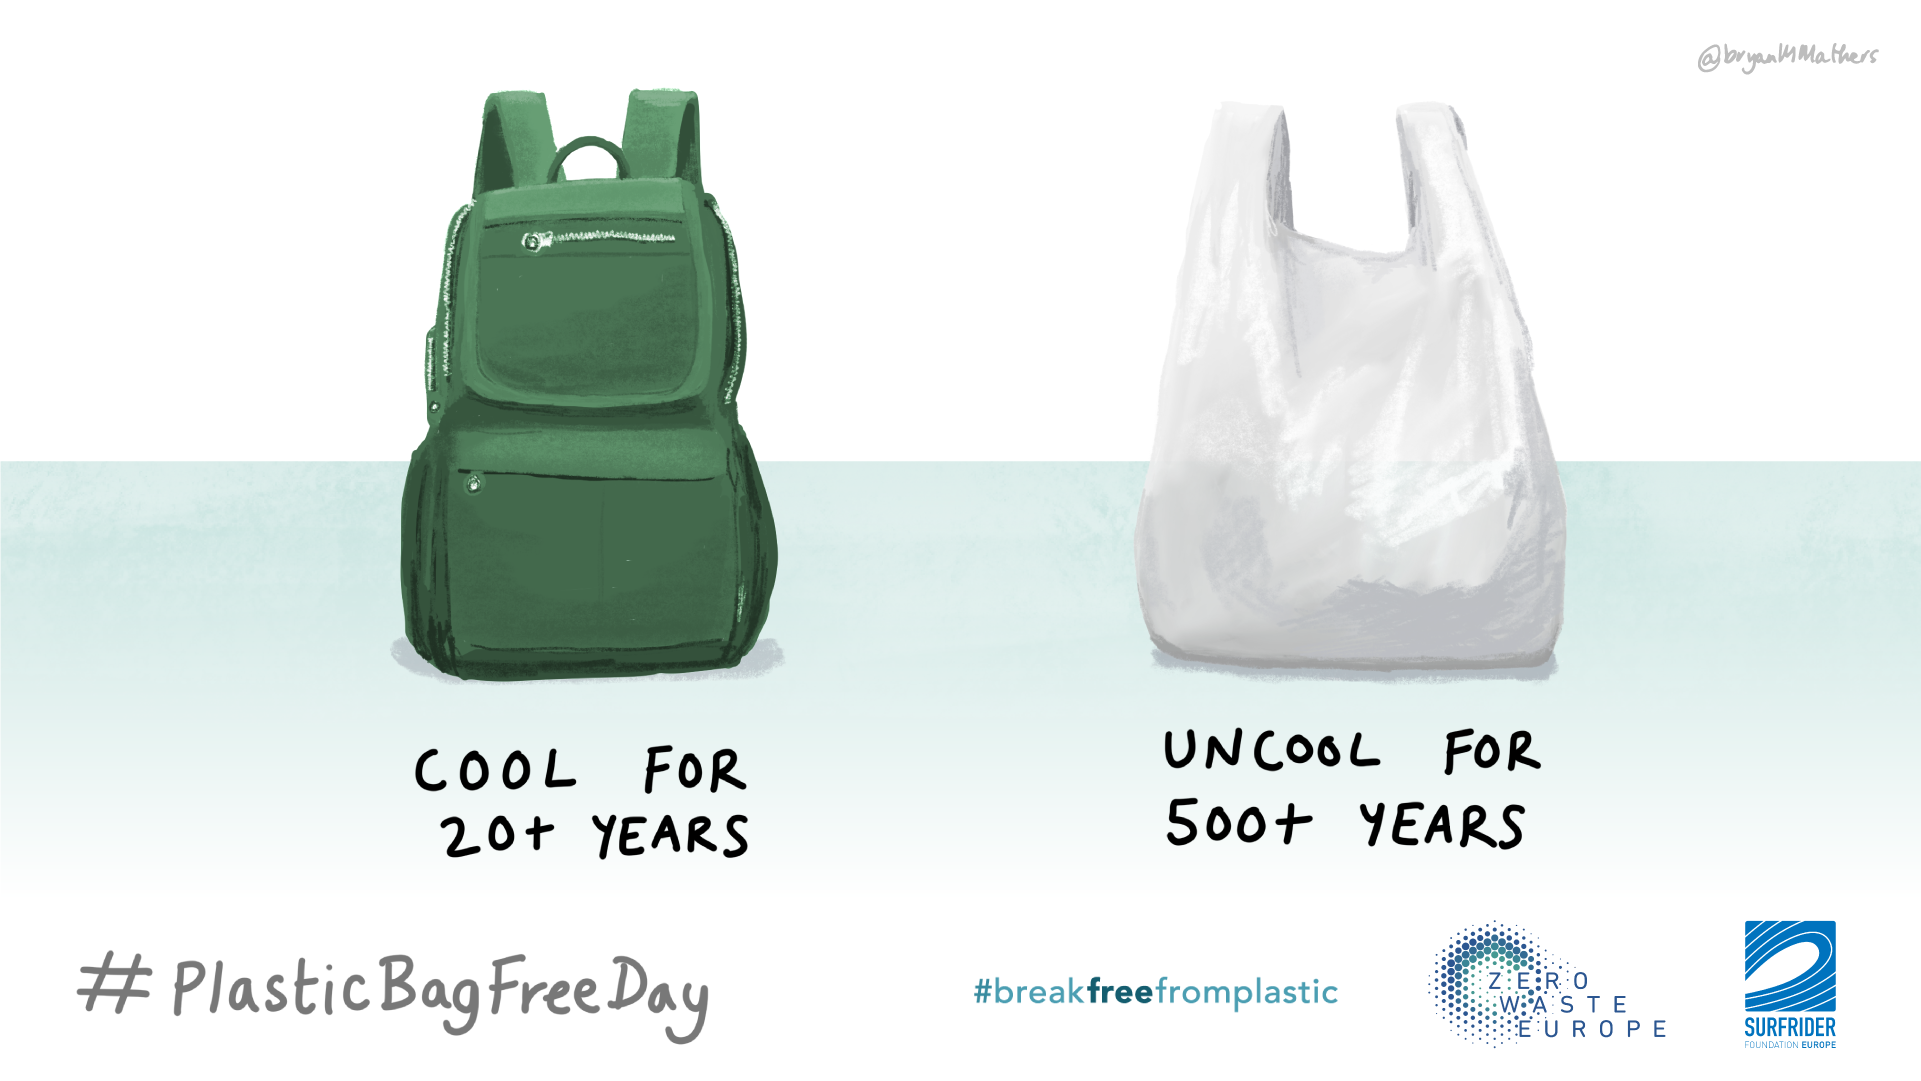 @bryanMMathers
COOL FOR
20+ YEARS
UNCOOL FOR
500+ YEARS
#PlasticBagFreeDay
#breakfreefromplastic
ZERO
WASTE
EUROPE
SURFRIDER
FOUNDATION EUROPE